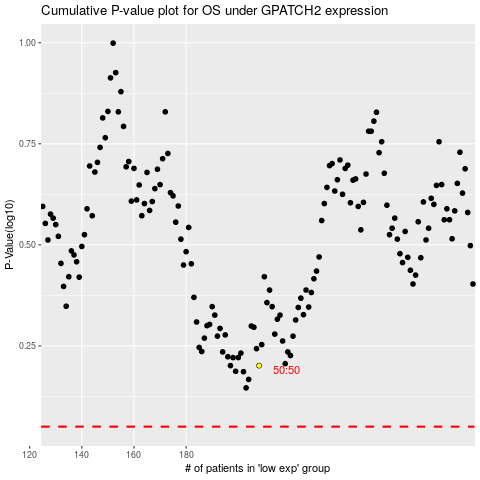 Cumulative P-value plot for OS under GPATCH2 expression
P-Value(log10)
1.00
0.75
0.50
0.25
50:50
120 140 160 180
# of patients in 'low exp' group